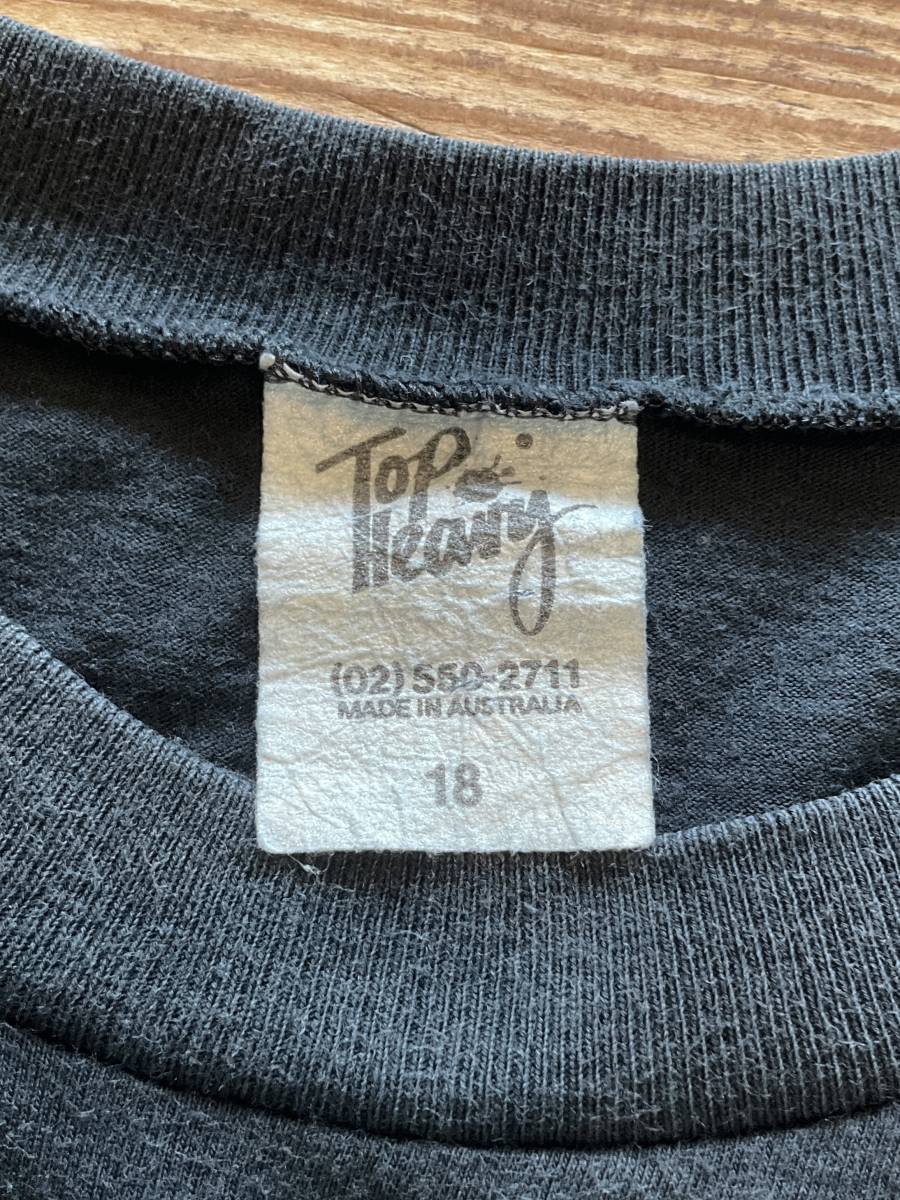 Top
Heavy
(02) 550-2711
MADE IN AUSTRALIA
18